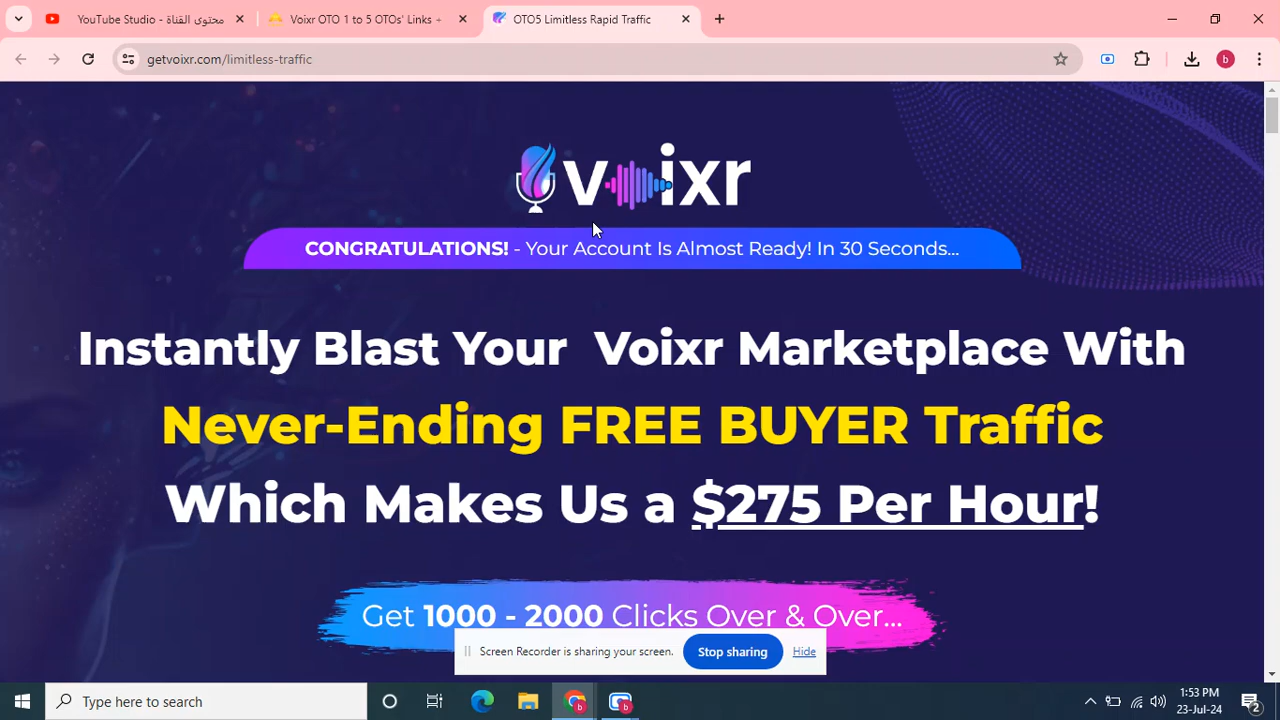 YouTube Studio - محتوى القناة
Voixr OTO 1 to 5 OTOs' Links +
OTO5 Limitless Rapid Traffic
getvoixr.com/limitless-traffic
b
voixr
CONGRATULATIONS! - Your Account Is Almost Ready! In 30 Seconds...
Instantly Blast Your Voixr Marketplace With
Never-Ending FREE BUYER Traffic
Which Makes Us a $275 Per Hour!
Get 1000 - 2000 Clicks Over & Over...
Screen Recorder is sharing your screen.
Stop sharing
Hide
Type here to search
b
b
1:53 PM
23-Jul-24
2